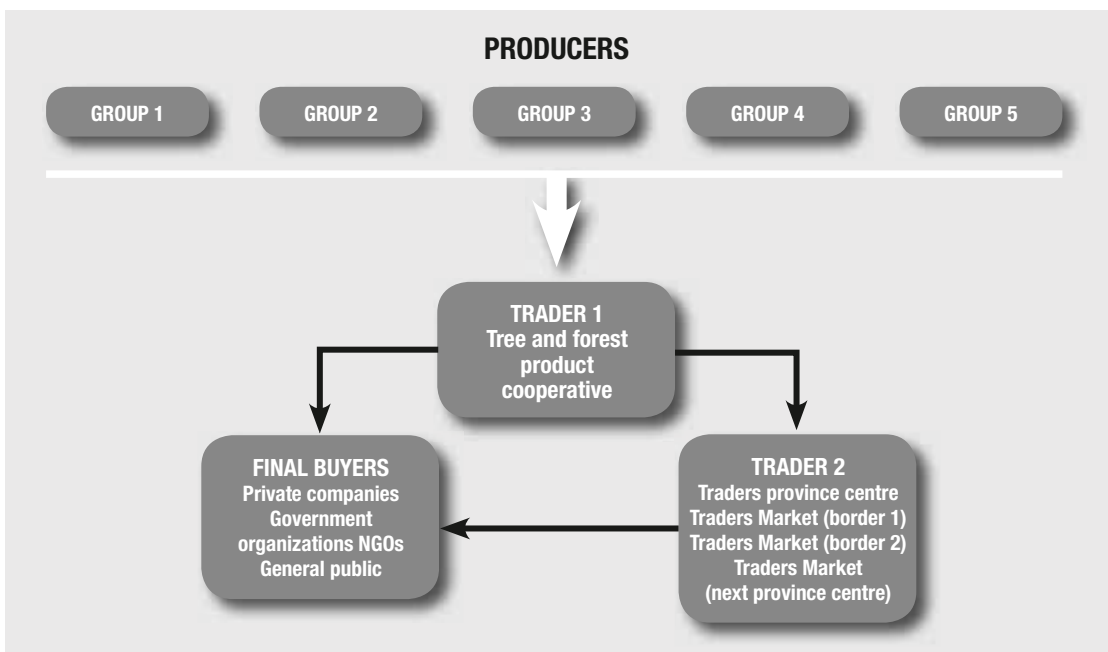 PRODUCERS
GROUP 1
GROUP 2
GROUP 3
GROUP 4
GROUP 5
TRADER 1
Tree and forest
product
cooperative
FINAL BUYERS
Private companies
Government
organizations NGOs
General public
TRADER 2
Traders province centre
Traders Market (border 1)
Traders Market (border 2)
Traders Market
(next province centre)